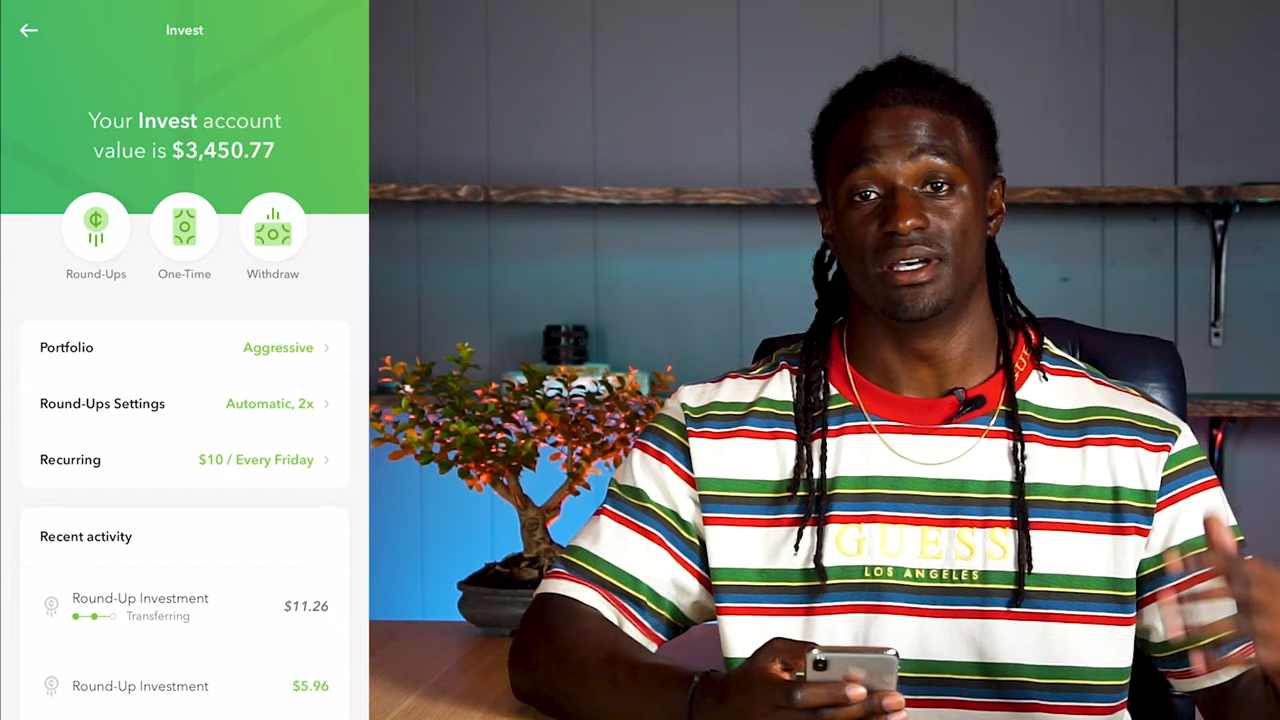 Invest
Your Invest account
value is $3,450.77
Round-Ups
One-Time
Withdraw
Portfolio
Aggressive
Round-Ups Settings
Automatic, 2x
Recurring
$10 / Every Friday
Recent activity
Round-Up Investment
$11.26
Transferring
Round-Up Investment
$5.96
GUESS
LOS ANGELES